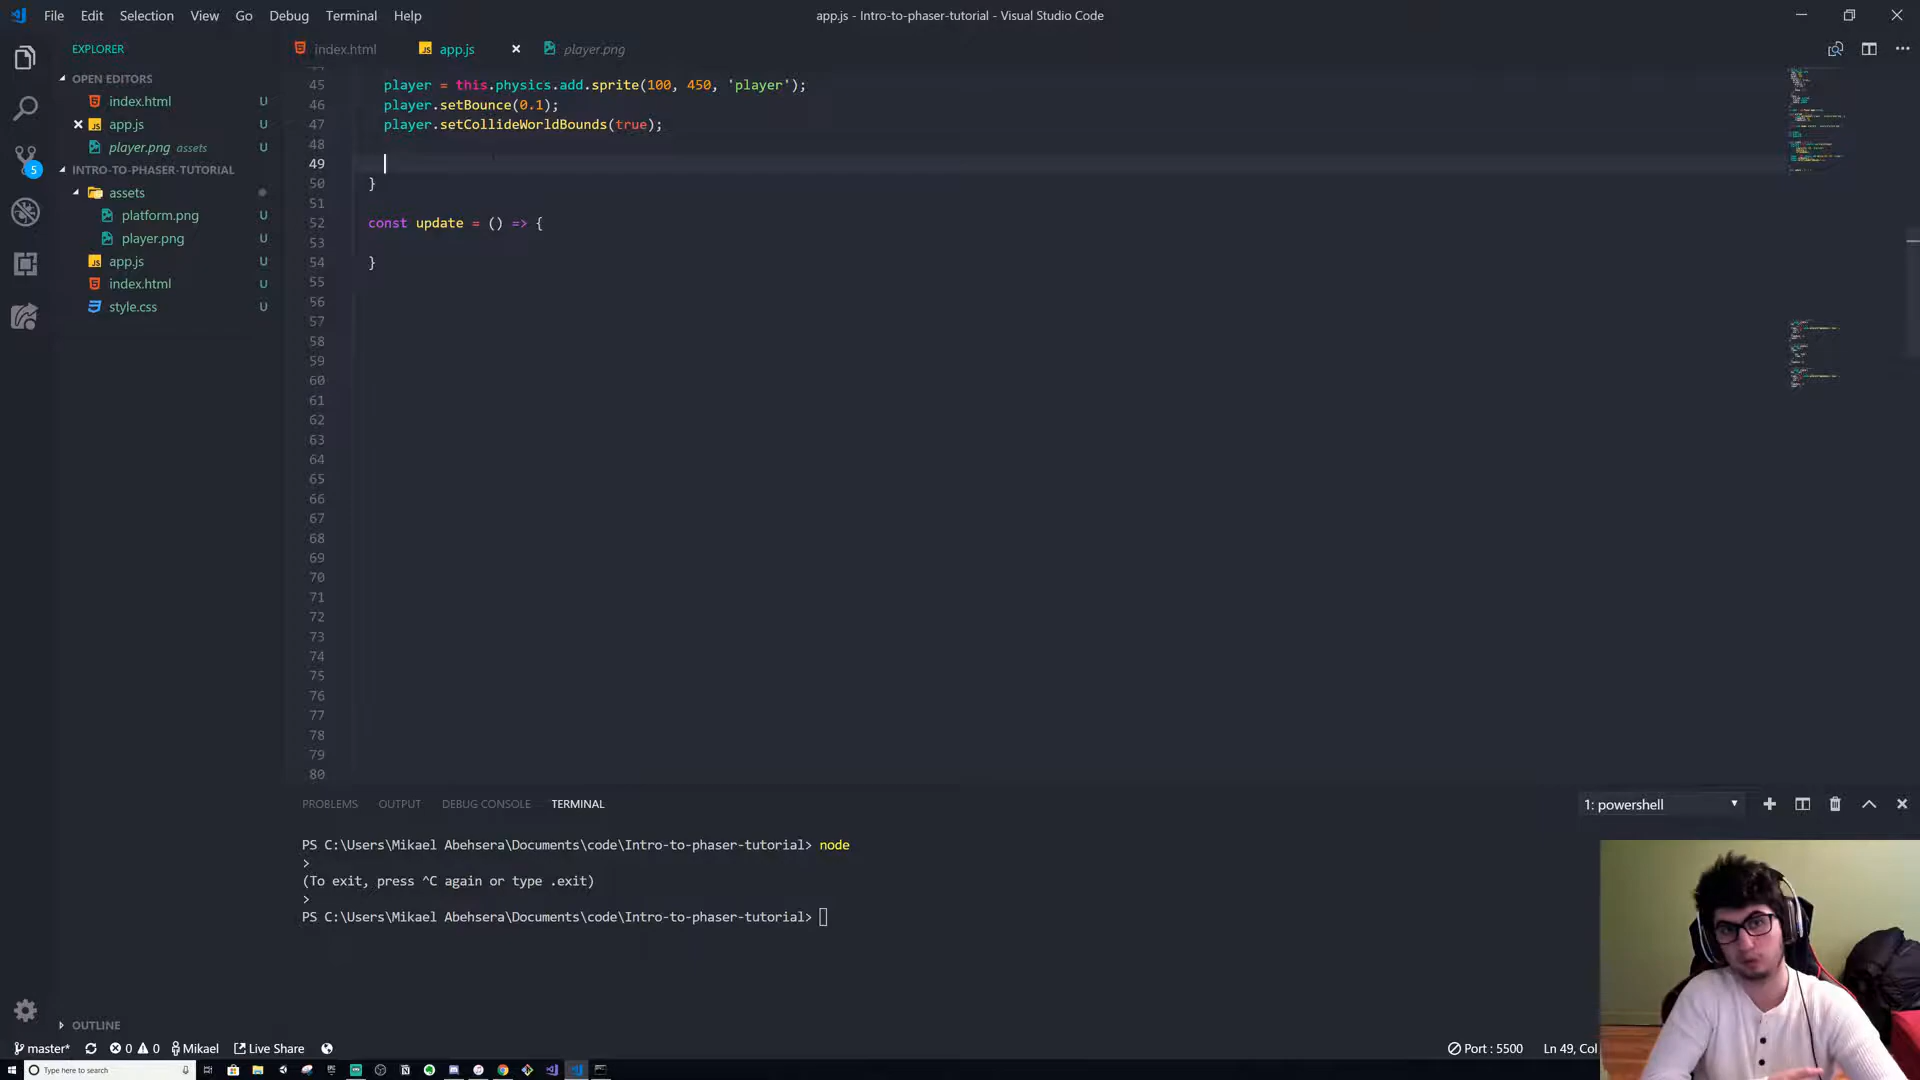 File Edit Selection View Go Debug Terminal Help
app.js - Intro-to-phaser-tutorial - Visual Studio Code
EXPLORER
index.html
app.js
player.png
OPEN EDITORS
index.html U
app.js U
player.png assets U
INTRO-TO-PHASER-TUTORIAL
assets
platform.png U
player.png U
app.js U
index.html U
style.css U
5
45 player = this.physics.add.sprite(100, 450, 'player');
46 player.setBounce(0.1);
47 player.setCollideWorldBounds(true);
48
49
50 }
51
52 const update = () => {
53
54 }
55
56
57
58
59
60
61
62
63
64
65
66
67
68
69
70
71
72
73
74
75
76
77
78
79
80
PROBLEMS OUTPUT DEBUG CONSOLE TERMINAL
1: powershell
PS C:\Users\Mikael Abehsera\Documents\code\Intro-to-phaser-tutorial> node
>
(To exit, press ^C again or type .exit)
>
PS C:\Users\Mikael Abehsera\Documents\code\Intro-to-phaser-tutorial>
OUTLINE
master* 0 0 Mikael Live Share
Port : 5500 Ln 49, Col
Type here to search